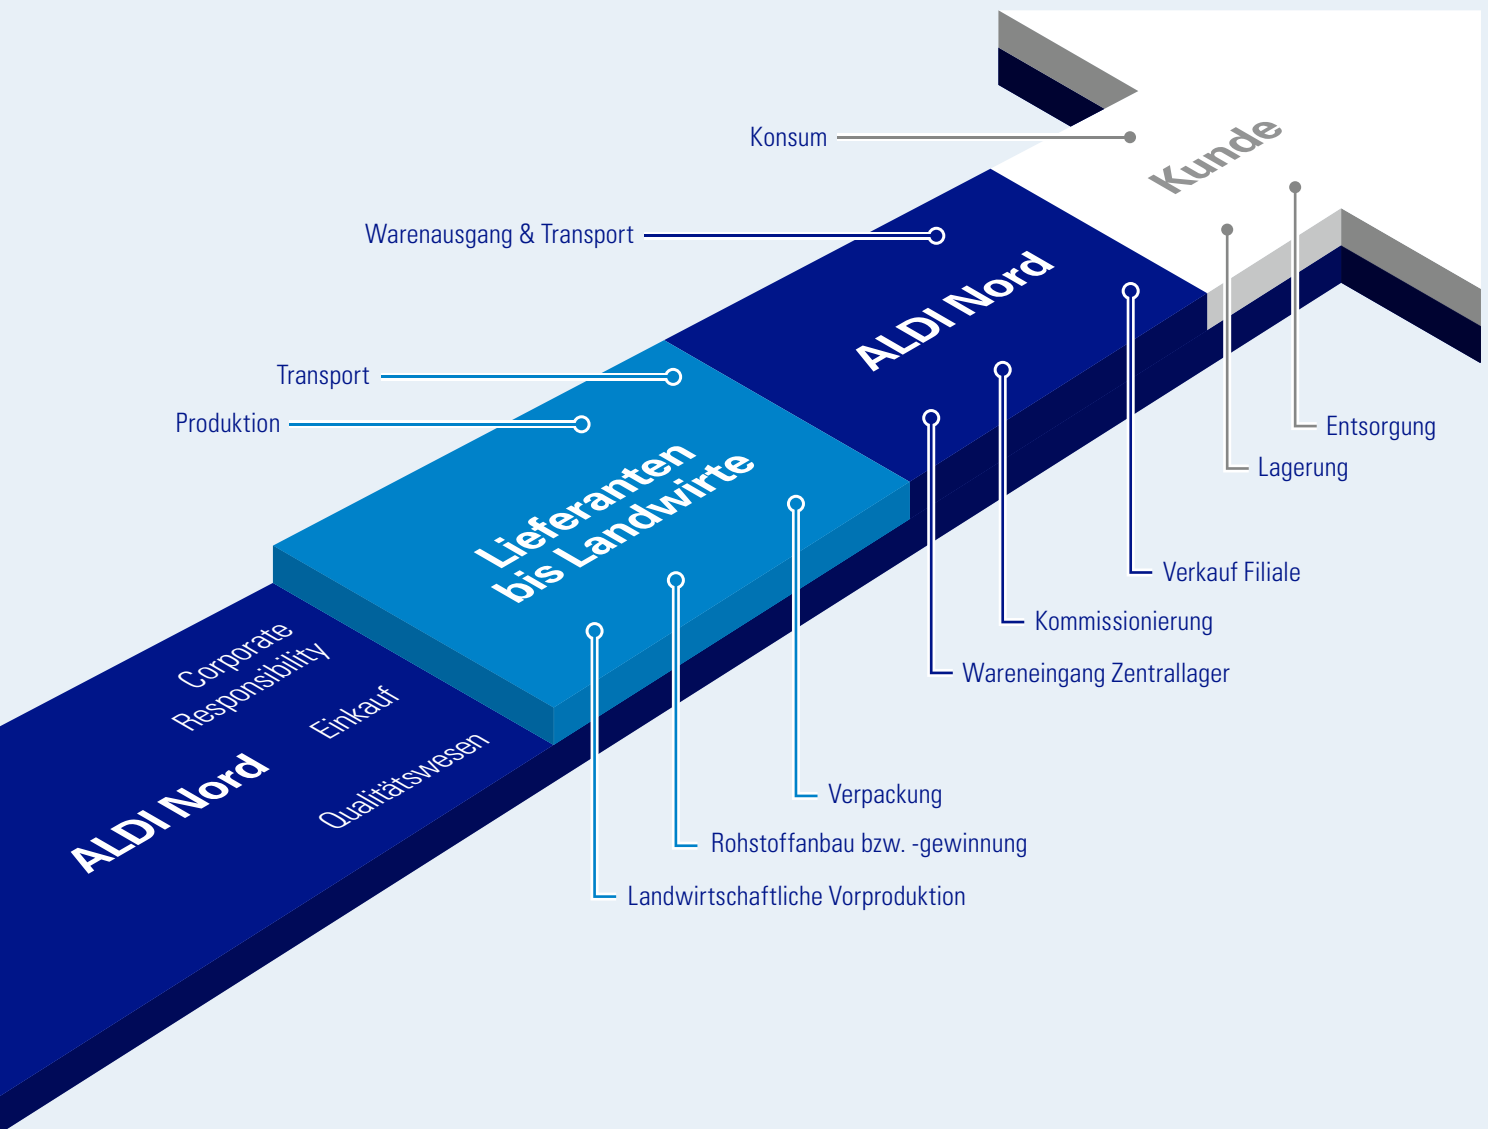 Konsum
Kunde
Warenausgang & Transport
ALDI Nord
Transport
Produktion
Lieferanten
bis Landwirte
Entsorgung
Lagerung
Verkauf Filiale
Kommissionierung
Wareneingang Zentrallager
Corporate
Responsibility
Einkauf
Qualitätswesen
ALDI Nord
Verpackung
Rohstoffanbau bzw. -gewinnung
Landwirtschaftliche Vorproduktion